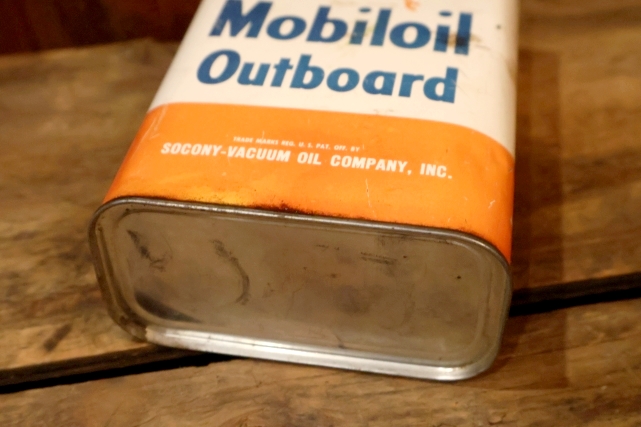 Mobiloil
Outboard
TRADE MARKS REG. U. S. PAT. OFF. BY
SOCONY-VACUUM OIL COMPANY, INC.